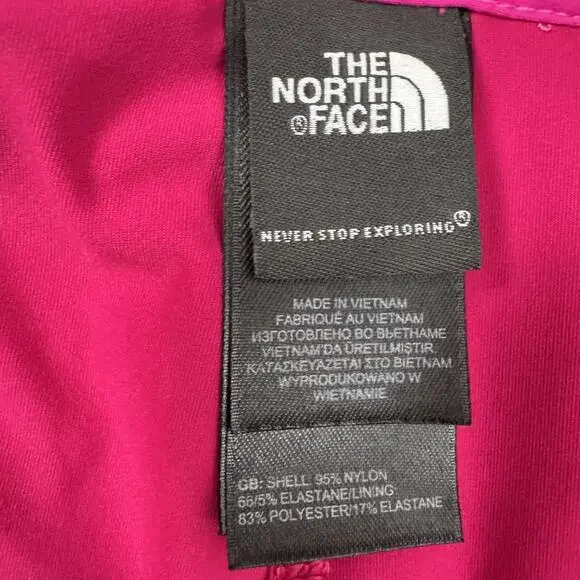 THE
NORTH
®FACE
NEVER STOP EXPLORING®
MADE IN VIETNAM
FABRIQUÉ AU VIETNAM
ИЗГОТОВЛЕНО ВО ВЬЕТНАМЕ
VIETNAM'DA ÜRETILMIŞTIR
ΚΑΤΑΣΚΕΥΑΖΕΤΑΙ ΣΤΟ ΒΙΕΤΝΑΜ
WYPRODUKOWANO W
WIETNAMIE
GB: SHELL: 95% NYLON
66/5% ELASTANE/LINING:
83% POLYESTER/17% ELASTANE